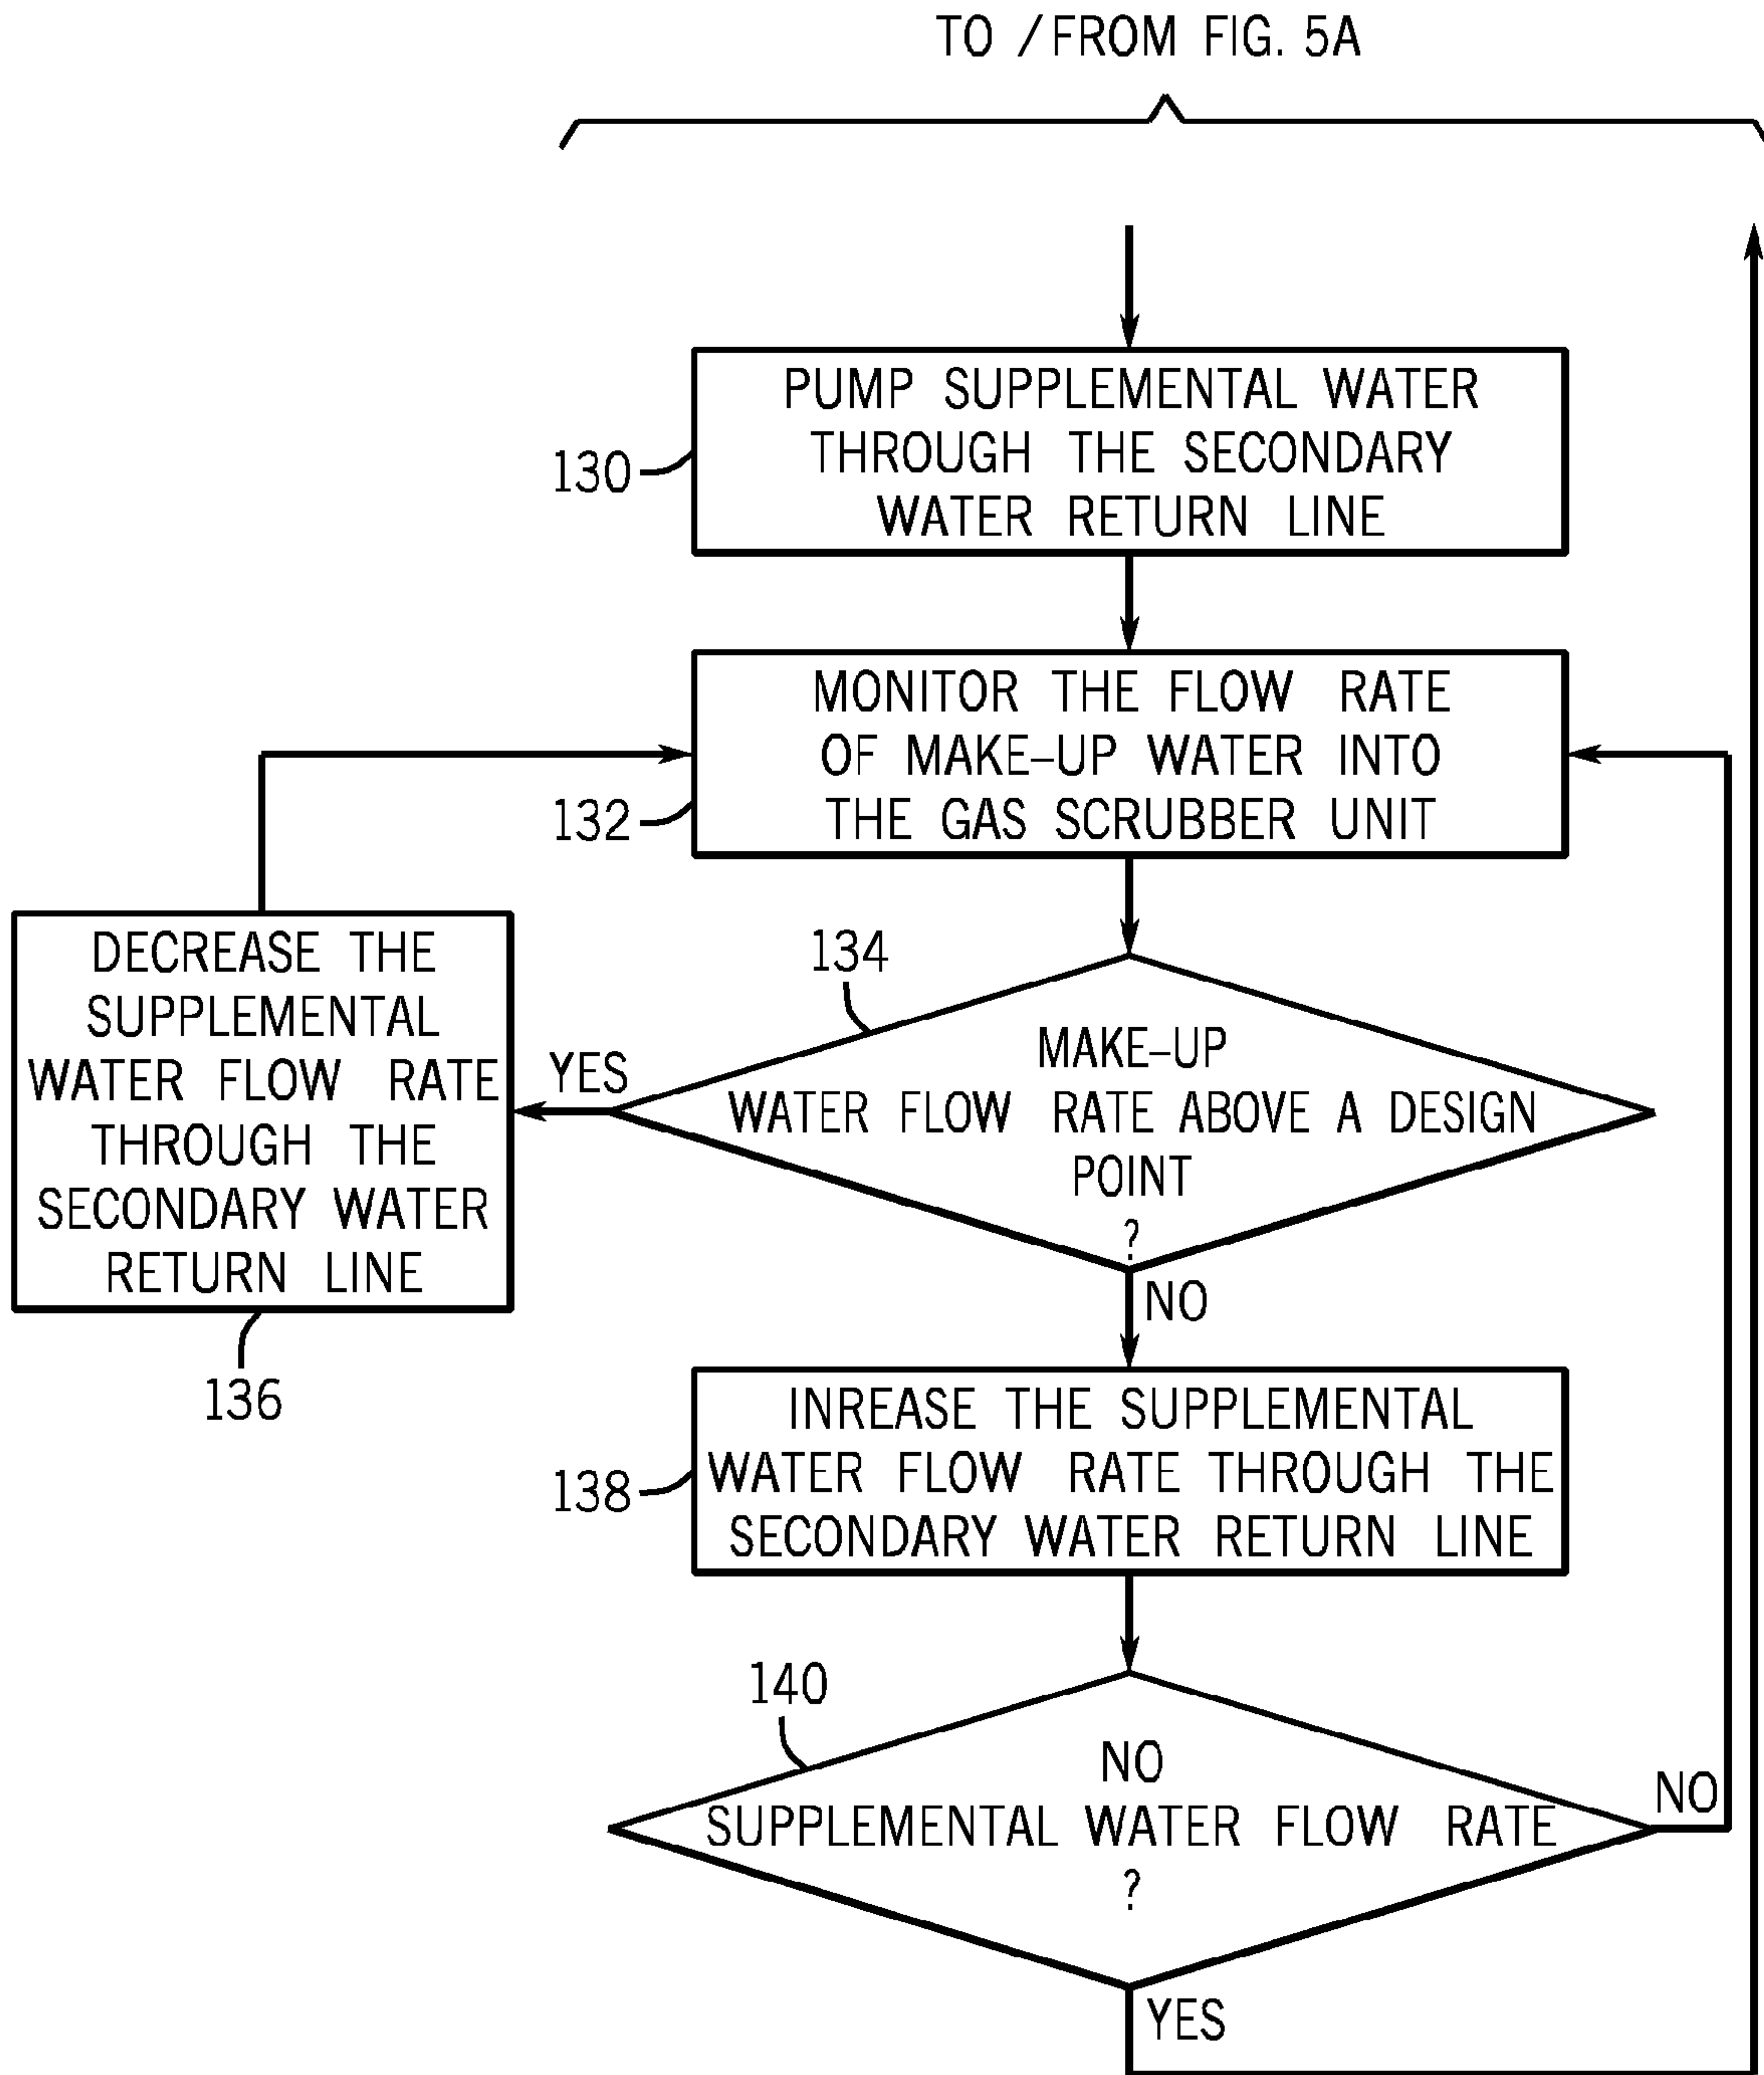 TO / FROM FIG. 5A
PUMP SUPPLEMENTAL WATER
THROUGH THE SECONDARY
WATER RETURN LINE
130
MONITOR THE FLOW RATE
OF MAKE-UP WATER INTO
THE GAS SCRUBBER UNIT
132
134
MAKE-UP
WATER FLOW RATE ABOVE A DESIGN
POINT
?
YES
NO
DECREASE THE
SUPPLEMENTAL
WATER FLOW RATE
THROUGH THE
SECONDARY WATER
RETURN LINE
136
INREASE THE SUPPLEMENTAL
WATER FLOW RATE THROUGH THE
SECONDARY WATER RETURN LINE
138
140
NO
SUPPLEMENTAL WATER FLOW RATE
?
NO
YES